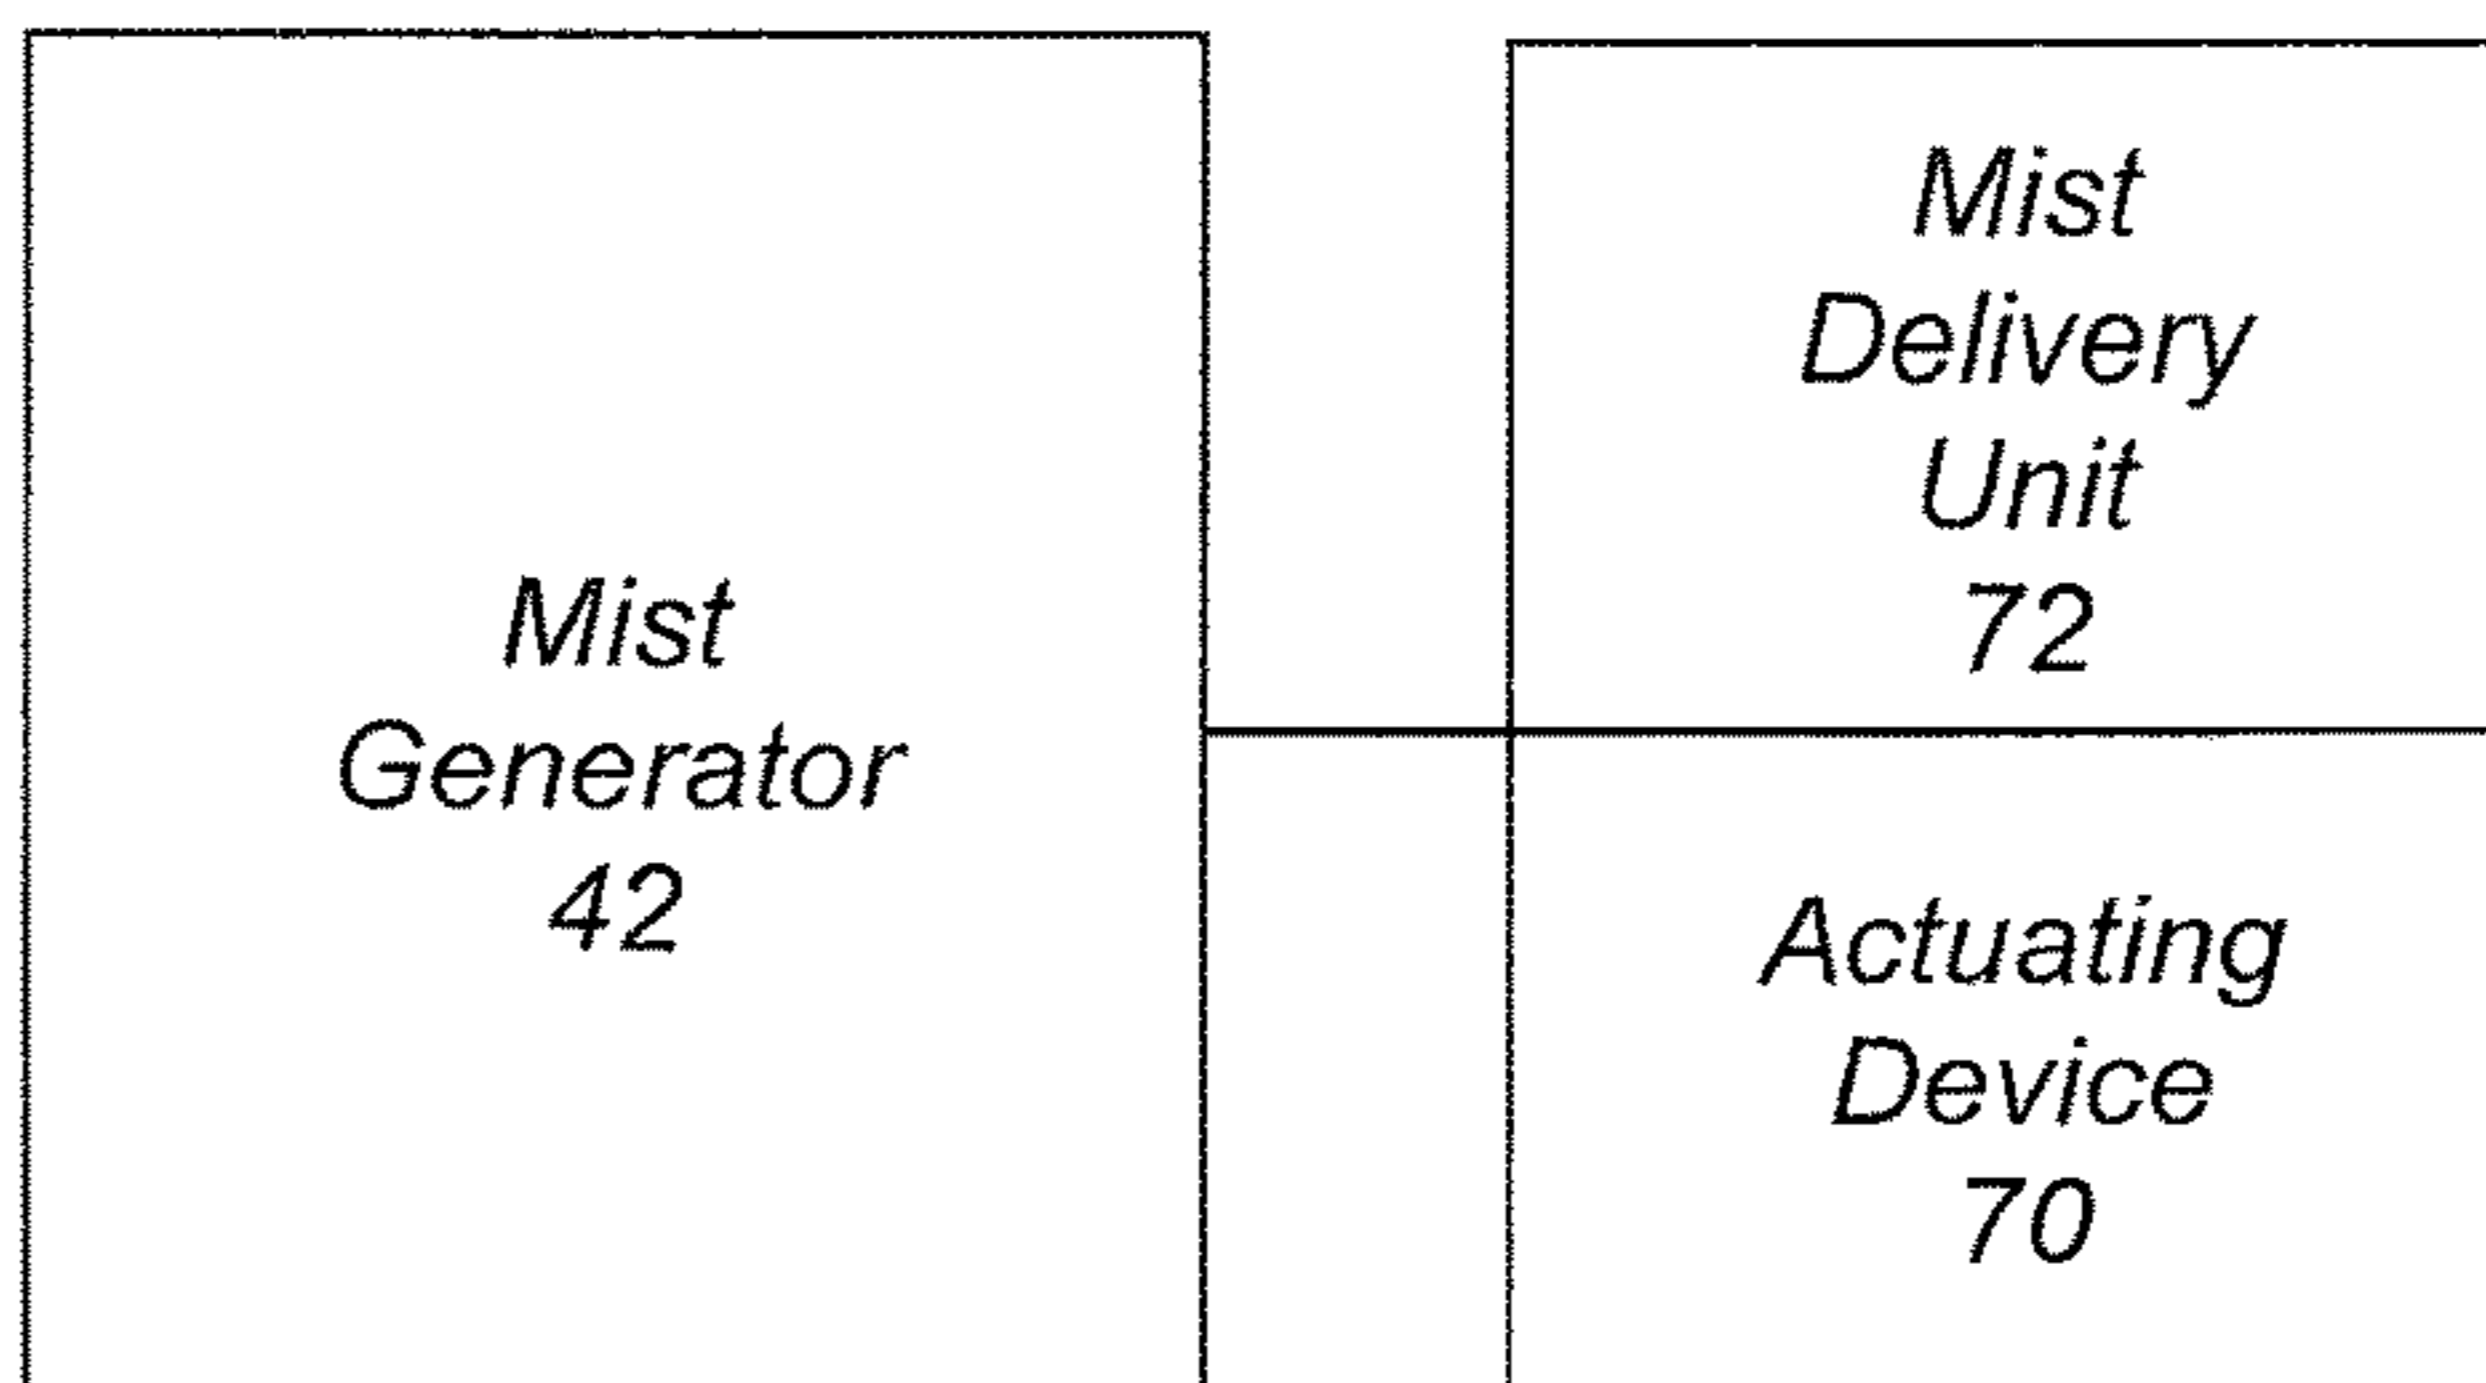 Mist
Generator
42
Mist
Delivery
Unit
72
Actuating
Device
70